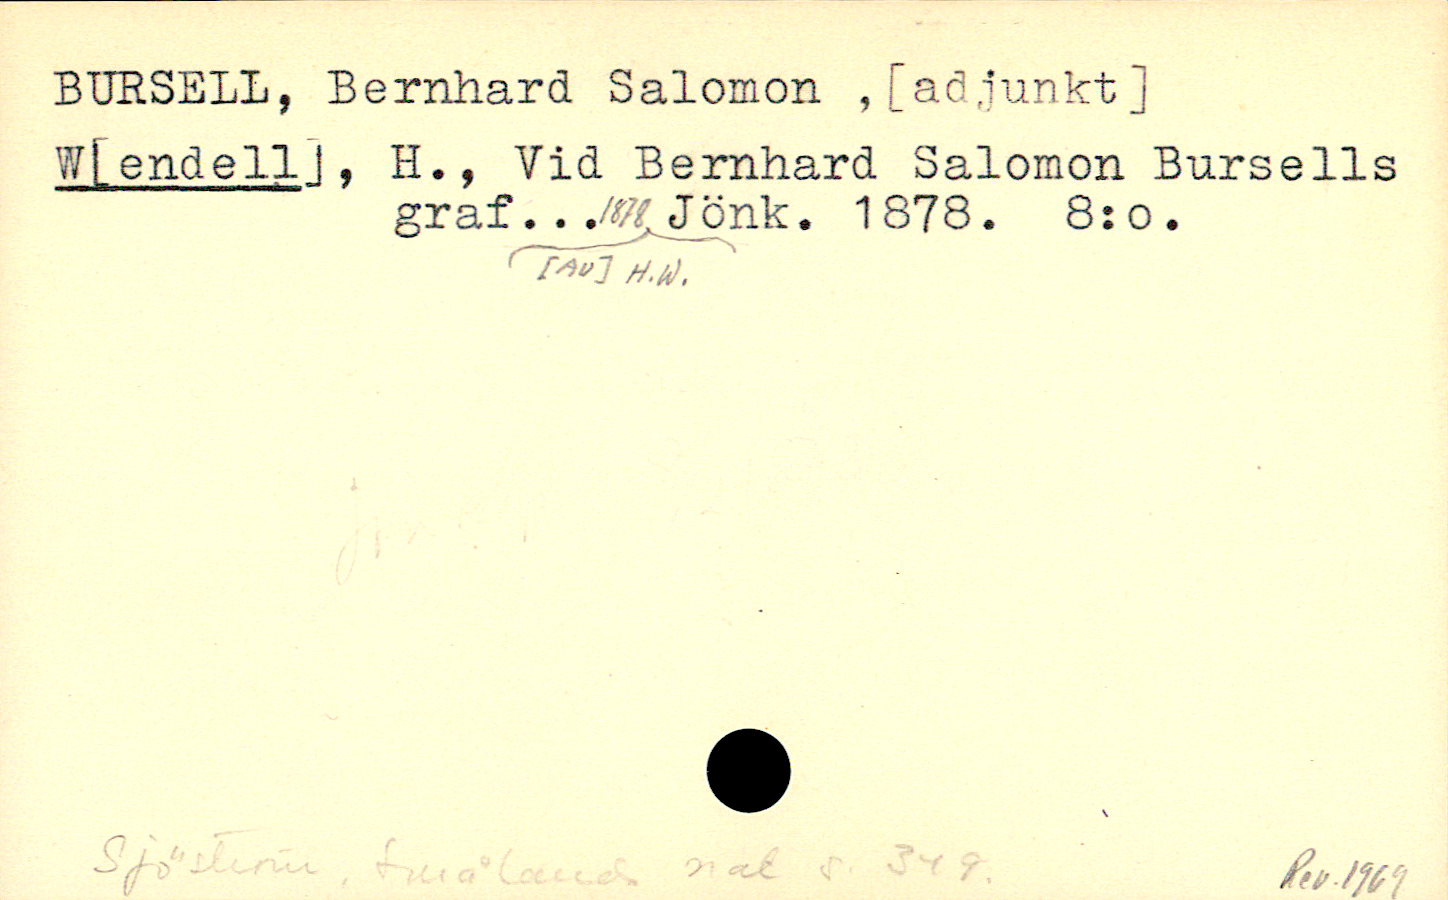 BURSELL, Bernhard Salomon ,[adjunkt]
W[endell], H., Vid Bernhard Salomon Bursells
graf...1878 Jönk. 1878. 8:o.
[AV] H.W.
Sjöström, Smålands nat s. 349.
Rev. 1969